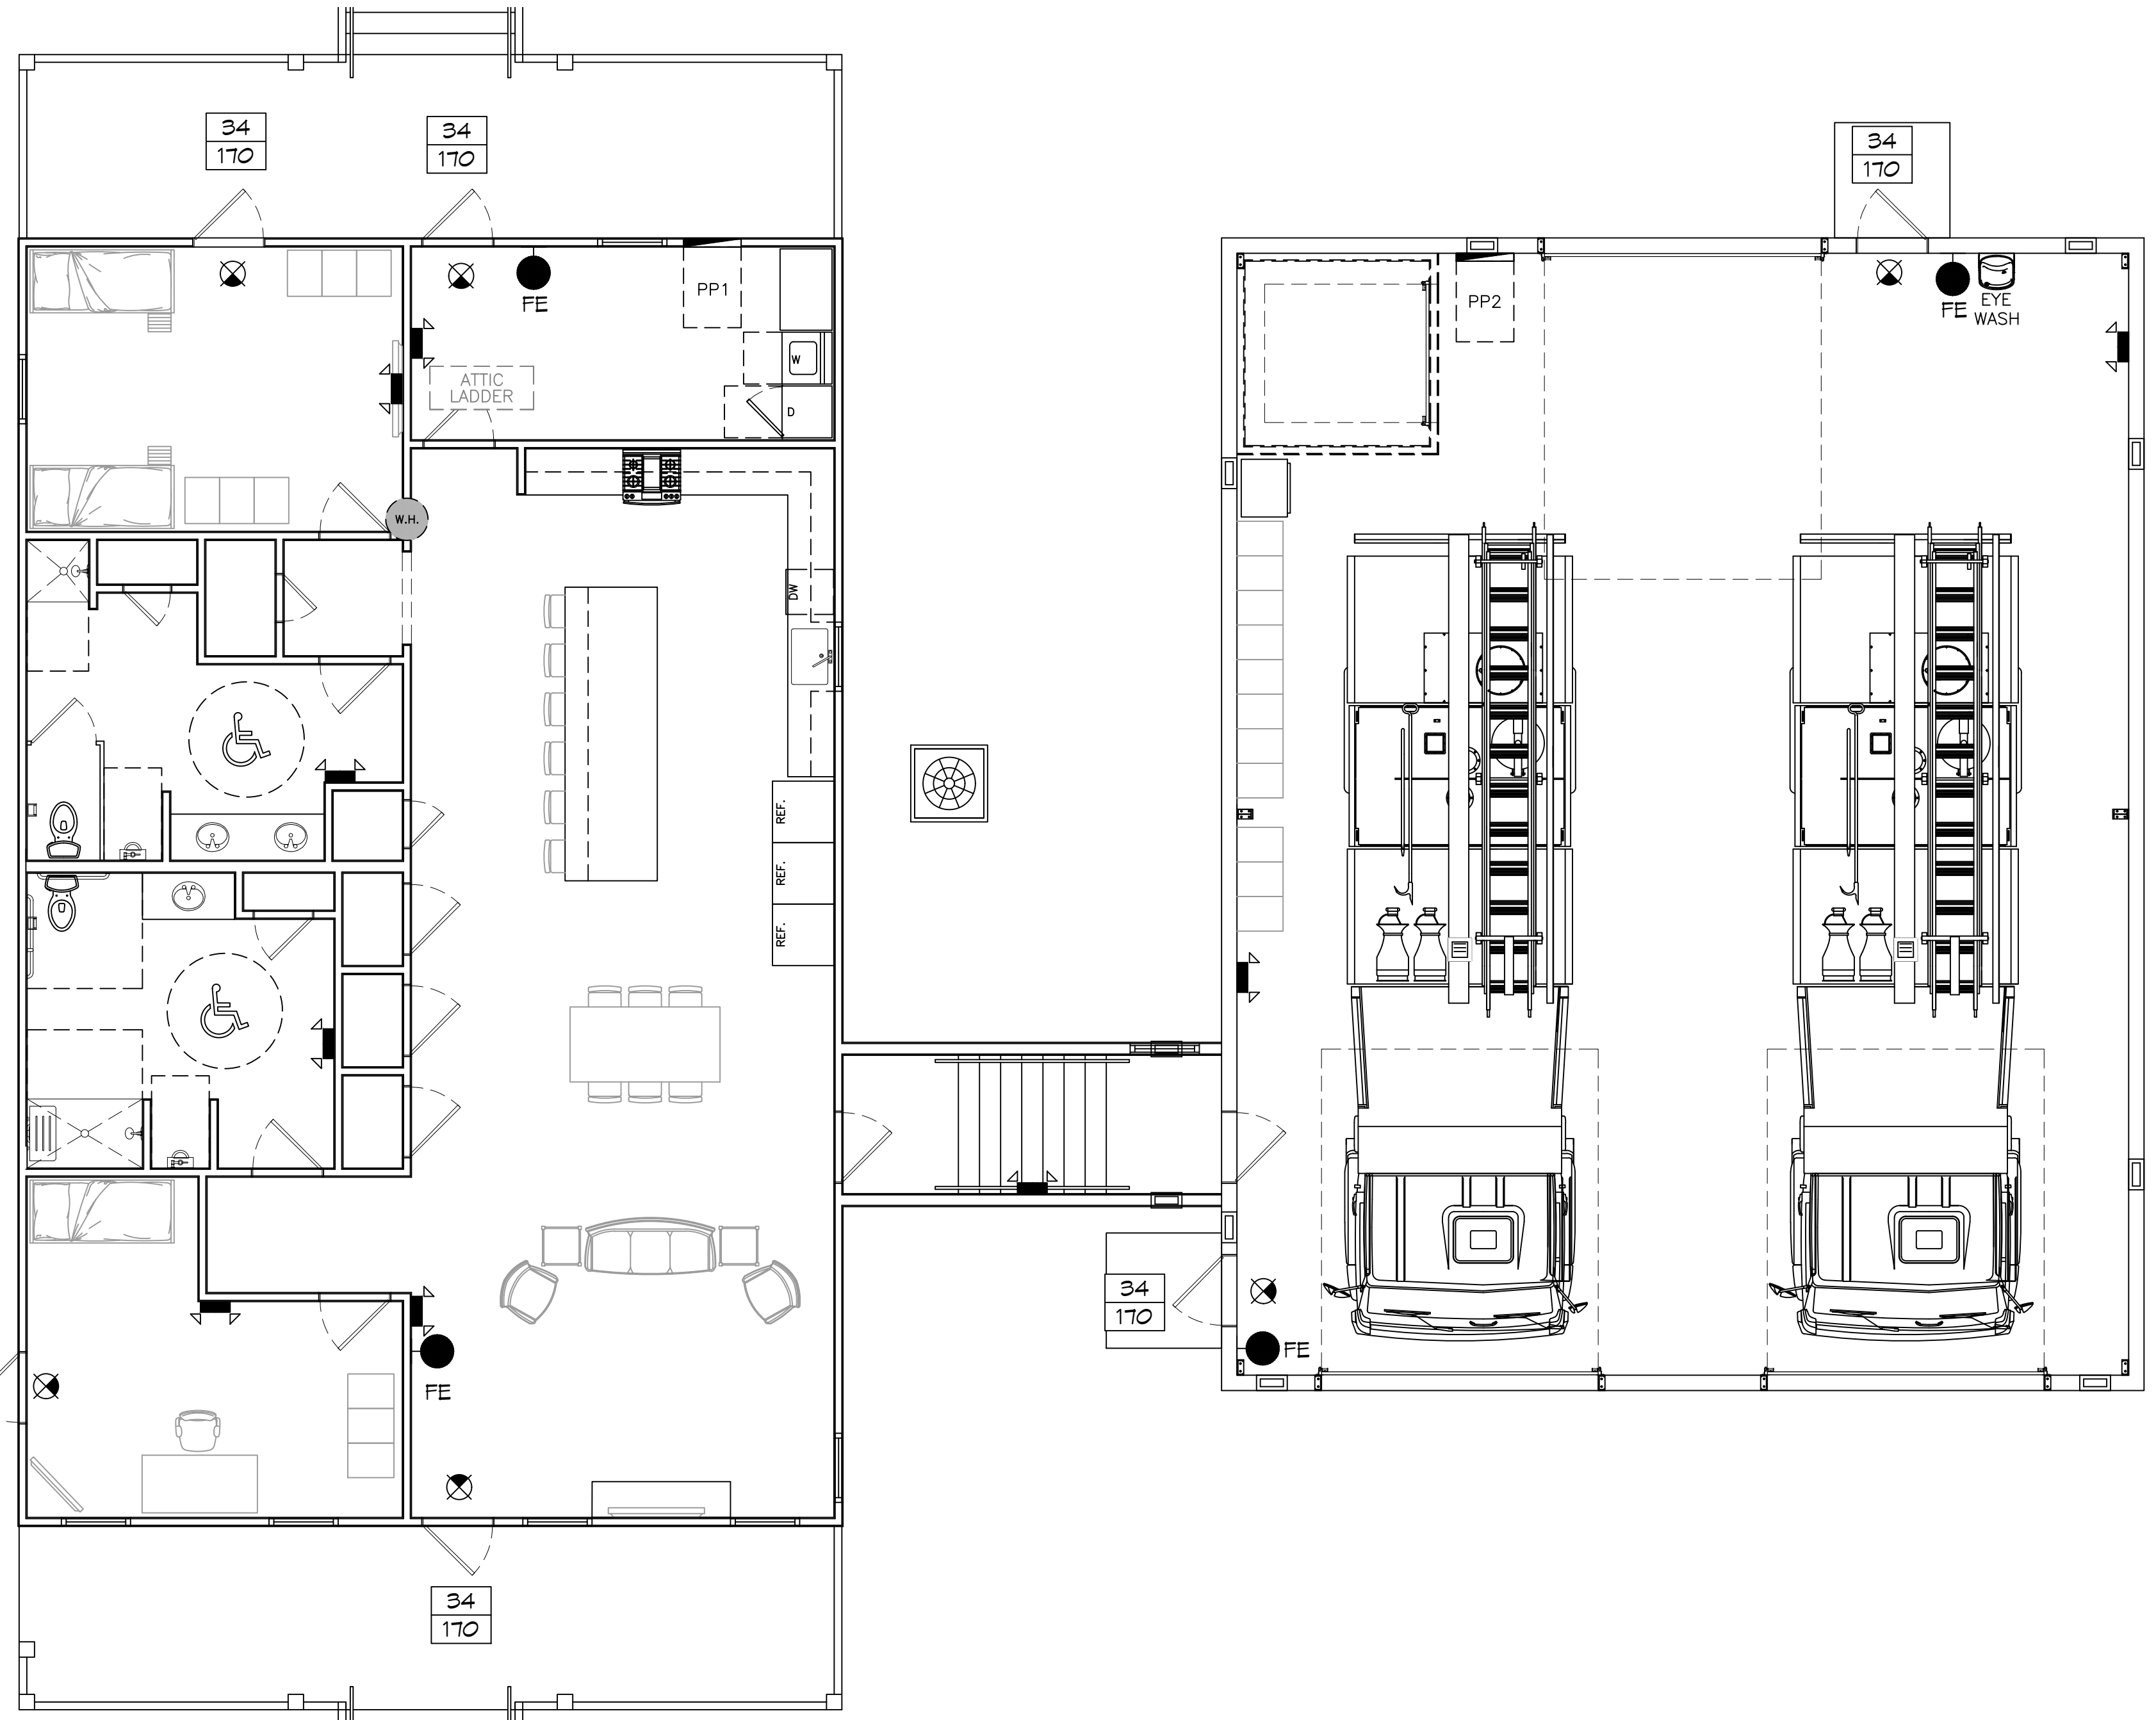 34
170
34
170
34
170
PP1
FE
PP2
FE
EYE
WASH
W
ATTIC
LADDER
D
W.H.
DW
REF.
REF.
REF.
34
170
FE
FE
34
170